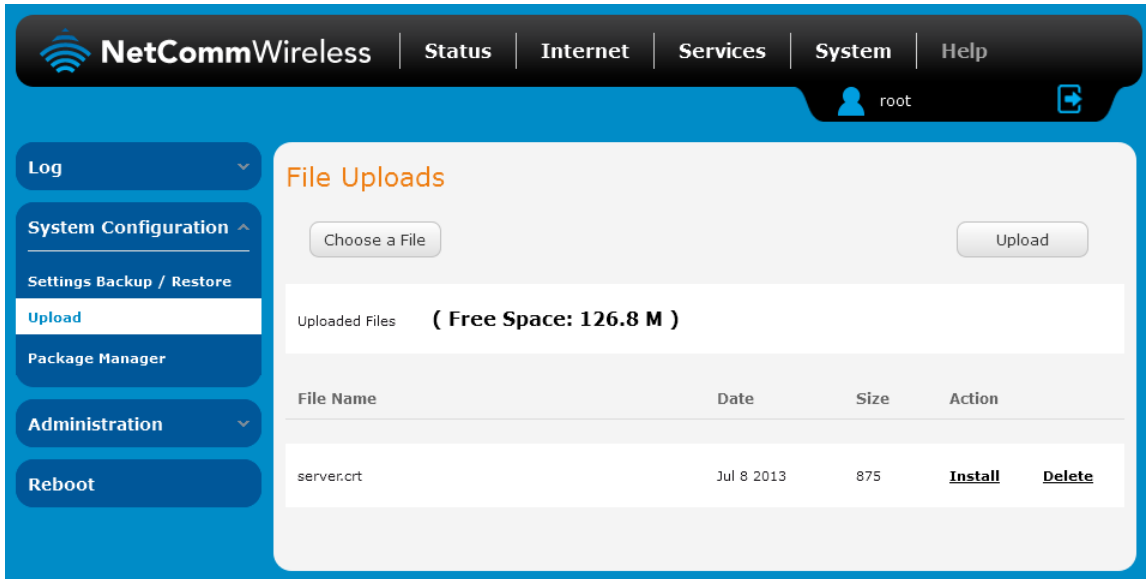 NetCommWireless Status Internet Services System Help
root
Log
System Configuration
Settings Backup / Restore
Upload
Package Manager
Administration
Reboot
File Uploads
Choose a File Upload
Uploaded Files ( Free Space: 126.8 M )
File Name Date Size Action
server.crt Jul 8 2013 875 Install Delete